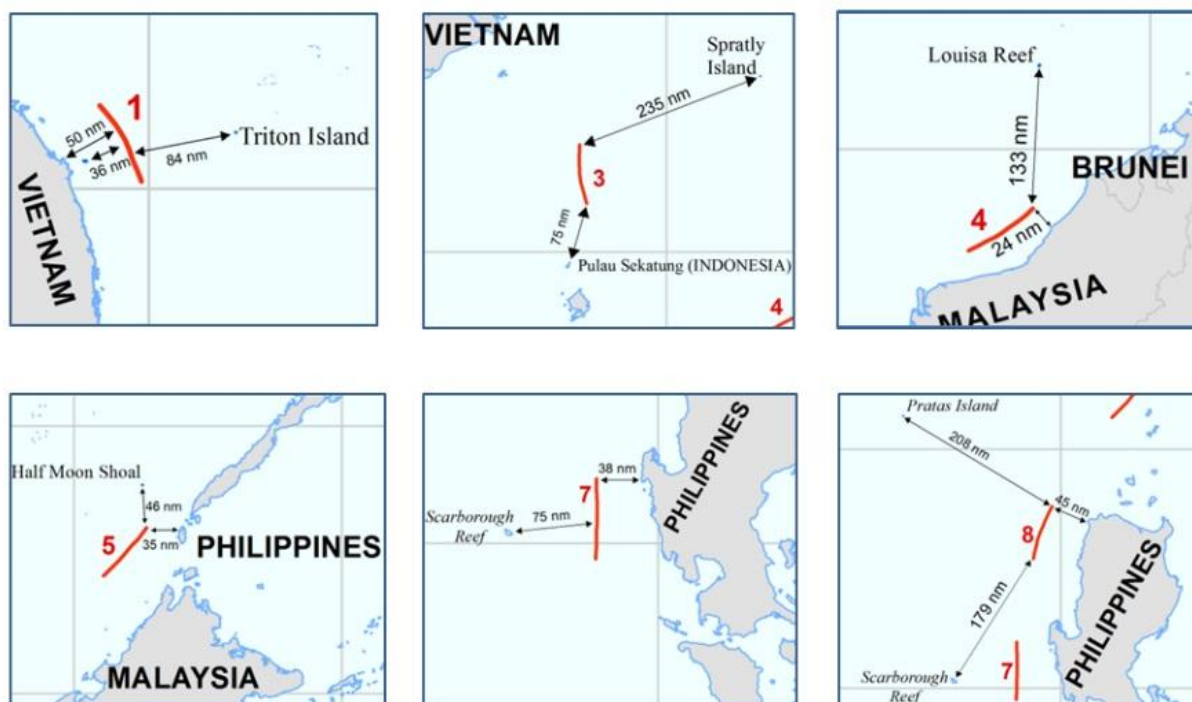 1
50 nm
36 nm
84 nm
Triton Island
VIETNAM
VIETNAM
Spratly
Island
235 nm
3
75 nm
Pulau Sekatung (INDONESIA)
4
Louisa Reef
133 nm
BRUNEI
4
24 nm
MALAYSIA
Half Moon Shoal
46 nm
5
35 nm
PHILIPPINES
MALAYSIA
38 nm
7
75 nm
Scarborough
Reef
PHILIPPINES
Pratas Island
208 nm
45 nm
8
179 nm
PHILIPPINES
7
Scarborough
Reef